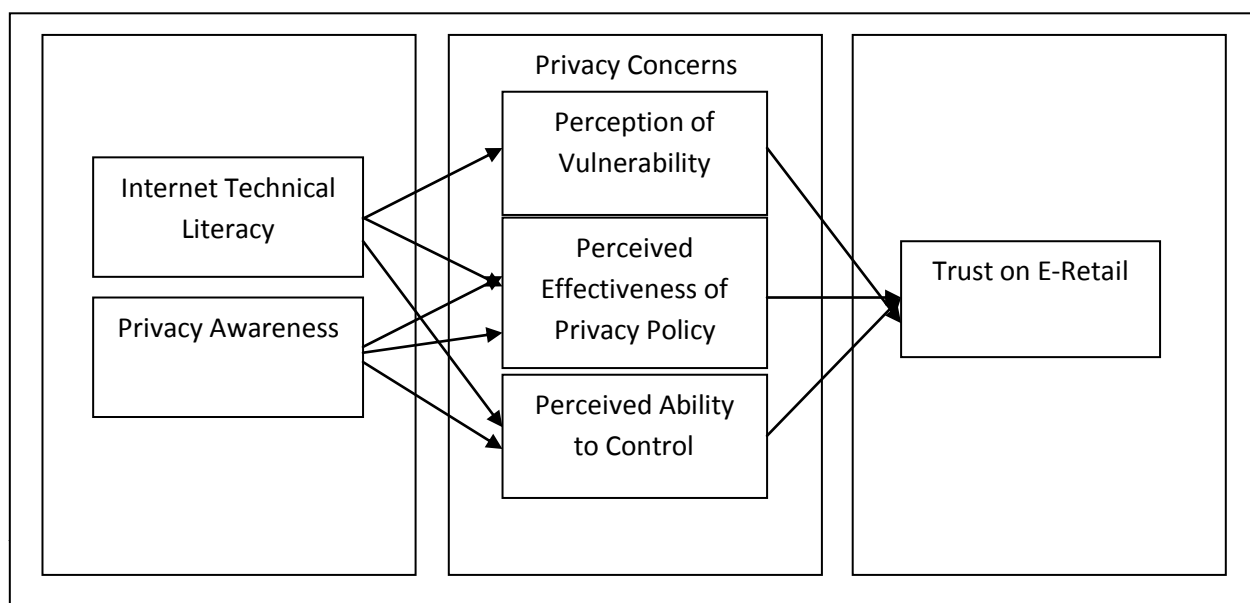 Internet Technical
Literacy
Privacy Awareness
Privacy Concerns
Perception of
Vulnerability
Perceived
Effectiveness of
Privacy Policy
Perceived Ability
to Control
Trust on E-Retail